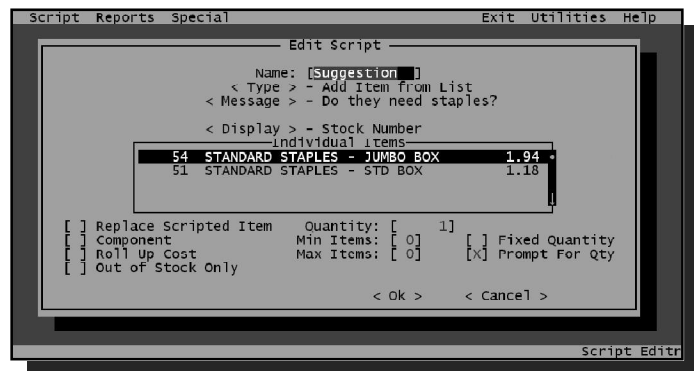 Script Reports Special Exit Utilities Help
Edit Script
Name: [Suggestion ]
< Type > - Add Item from List
< Message > - Do they need staples?
< Display > - Stock Number
Individual Items
54 STANDARD STAPLES - JUMBO BOX 1.94
51 STANDARD STAPLES - STD BOX 1.18
[ ] Replace Scripted Item Quantity: [ 1]
[ ] Component Min Items: [ 0] [ ] Fixed Quantity
[ ] Roll Up Cost Max Items: [ 0] [X] Prompt For Qty
[ ] Out of Stock Only
< Ok > < Cancel >
Script Editr